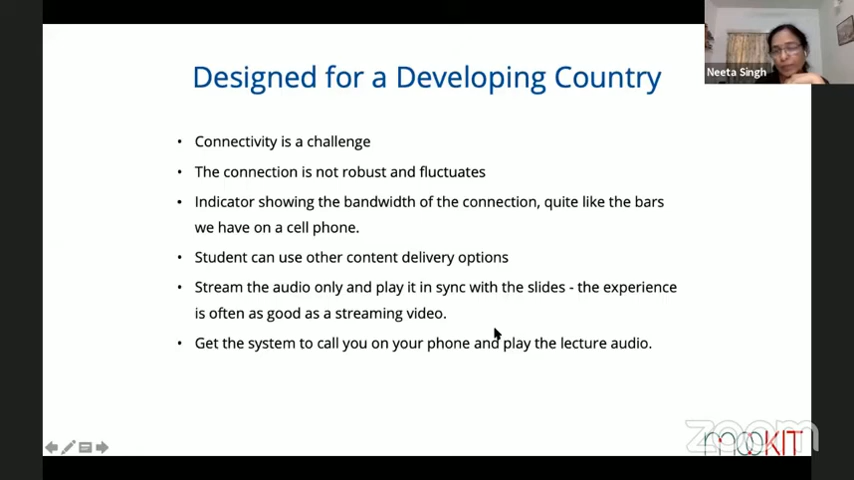 Neeta Singh
Designed for a Developing Country
• Connectivity is a challenge
• The connection is not robust and fluctuates
• Indicator showing the bandwidth of the connection, quite like the bars
we have on a cell phone.
• Student can use other content delivery options
• Stream the audio only and play it in sync with the slides - the experience
is often as good as a streaming video.
• Get the system to call you on your phone and play the lecture audio.
zoom
mooKIT